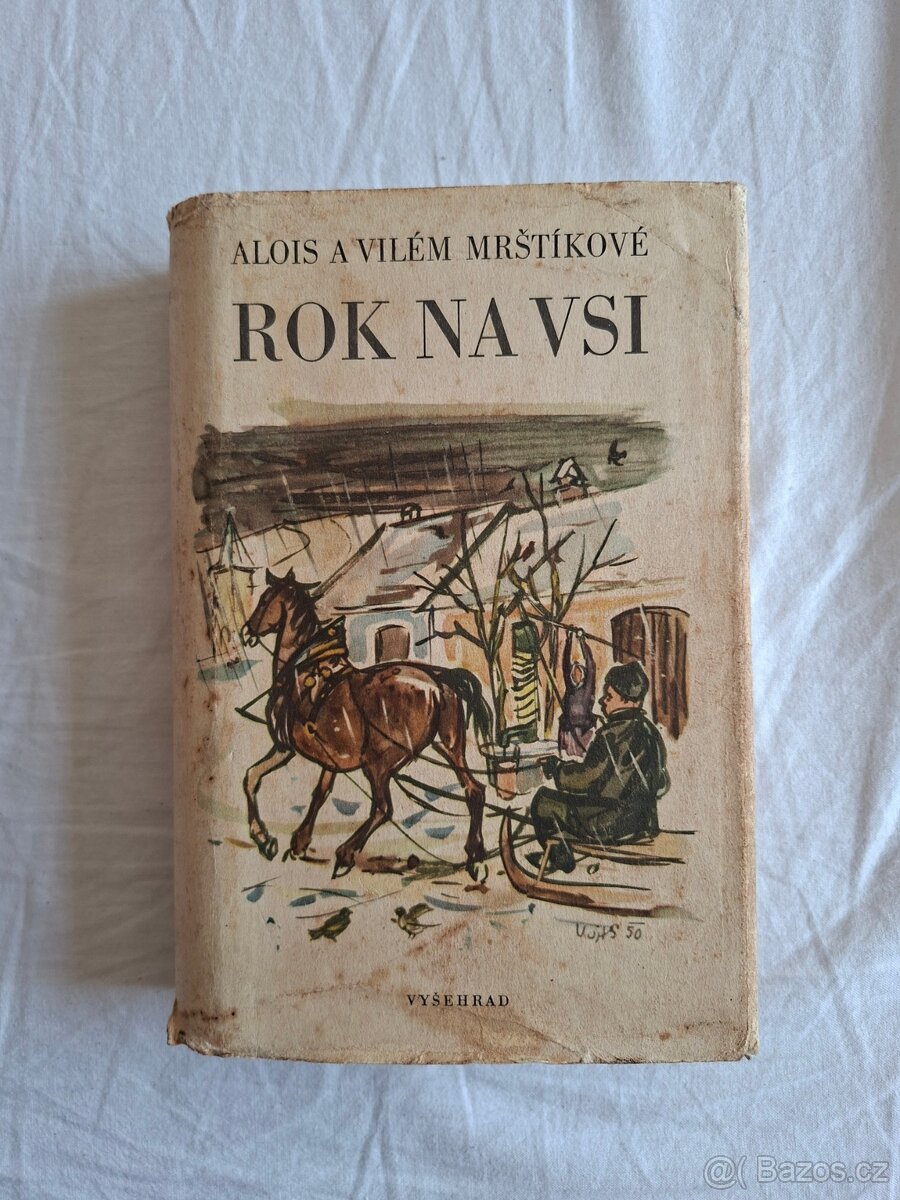 ALOIS A VILÉM MRŠTÍKOVÉ
ROK NA VSI
VYŠEHRAD
@( Bazos.cz